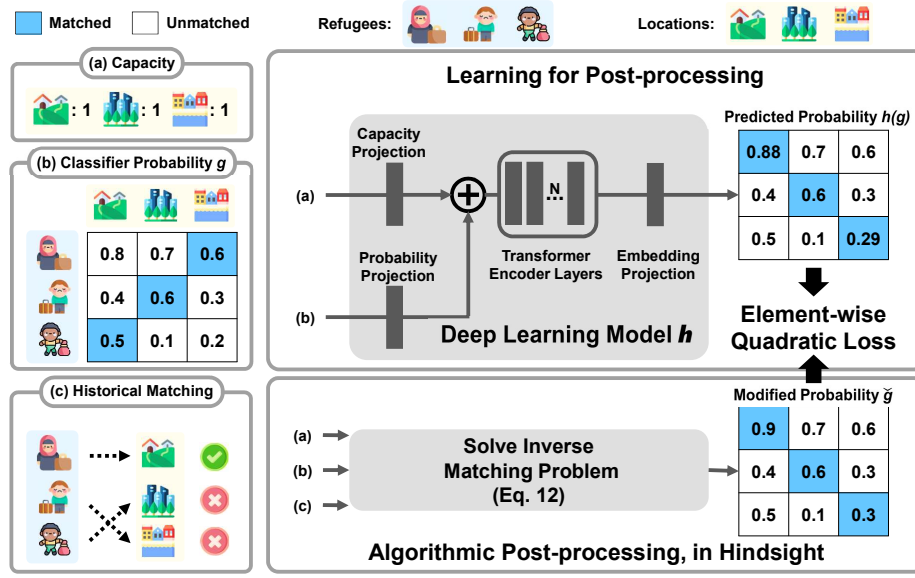 Matched
Unmatched
Refugees:
Locations:
(a) Capacity
: 1
: 1
: 1
(b) Classifier Probability g
0.8 0.7 0.6
0.4 0.6 0.3
0.5 0.1 0.2
(c) Historical Matching
Learning for Post-processing
Capacity
Projection
(a)
N
...
Probability
Projection
Transformer
Encoder Layers
Embedding
Projection
(b)
Deep Learning Model h
Predicted Probability h(g)
0.88 0.7 0.6
0.4 0.6 0.3
0.5 0.1 0.29
Element-wise
Quadratic Loss
Modified Probability ğ
0.9 0.7 0.6
0.4 0.6 0.3
0.5 0.1 0.3
(a)
(b)
(c)
Solve Inverse
Matching Problem
(Eq. 12)
Algorithmic Post-processing, in Hindsight